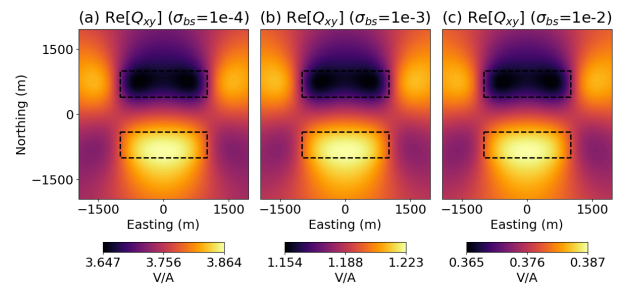 (a) Re[Qxy] (σbs=1e-4) (b) Re[Qxy] (σbs=1e-3) (c) Re[Qxy] (σbs=1e-2)
1500
0
−1500
Northing (m)
−1500 0 1500 −1500 0 1500 −1500 0 1500
Easting (m) Easting (m) Easting (m)
3.647 3.756 3.864 1.154 1.188 1.223 0.365 0.376 0.387
V/A V/A V/A